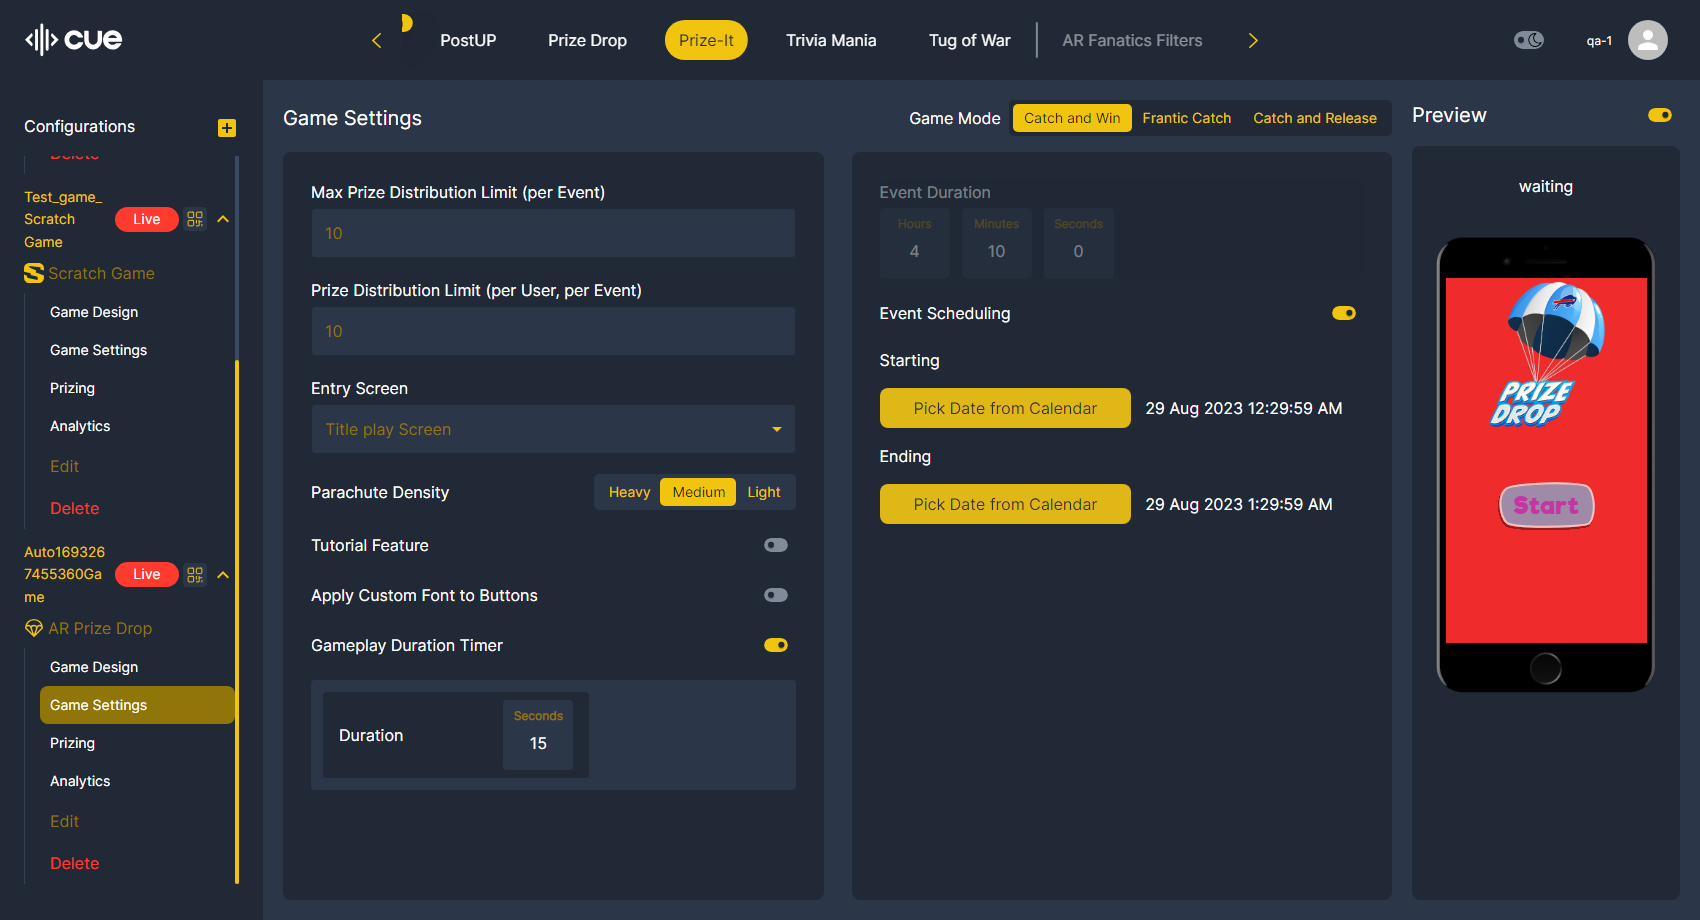 cue
PostUP
Prize Drop
Prize-It
Trivia Mania
Tug of War
AR Fanatics Filters
qa-1
Configurations
Delete
Test_game_
Scratch
Game
Live
Scratch Game
Game Design
Game Settings
Prizing
Analytics
Edit
Delete
Auto169326
7455360Ga
me
Live
AR Prize Drop
Game Design
Game Settings
Prizing
Analytics
Edit
Delete
Game Settings
Game Mode
Catch and Win
Frantic Catch
Catch and Release
Max Prize Distribution Limit (per Event)
10
Prize Distribution Limit (per User, per Event)
10
Entry Screen
Title play Screen
Parachute Density
Heavy
Medium
Light
Tutorial Feature
Apply Custom Font to Buttons
Gameplay Duration Timer
Duration
Seconds
15
Event Duration
Hours
4
Minutes
10
Seconds
0
Event Scheduling
Starting
Pick Date from Calendar
29 Aug 2023 12:29:59 AM
Ending
Pick Date from Calendar
29 Aug 2023 1:29:59 AM
Preview
waiting
PRIZE
DROP
Start